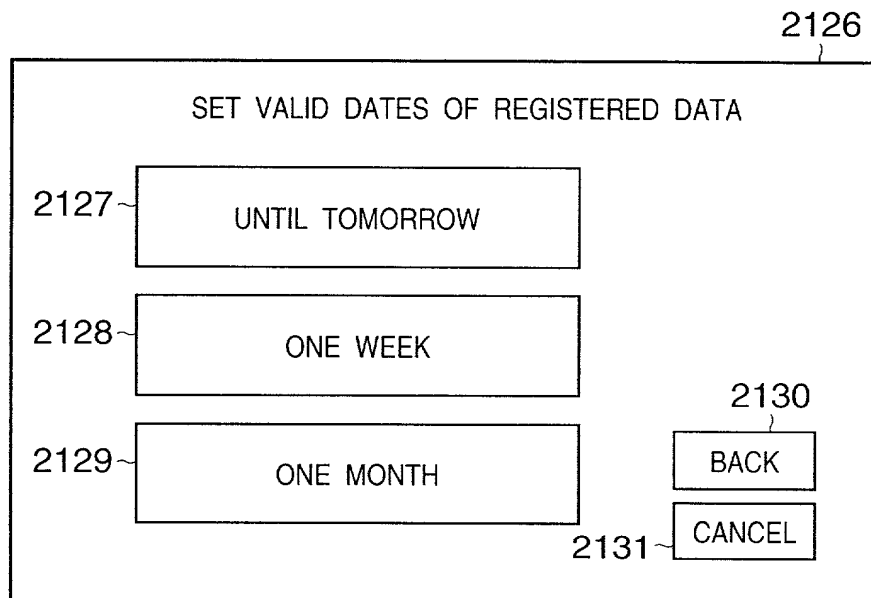 2126
SET VALID DATES OF REGISTERED DATA
2127
UNTIL TOMORROW
2128
ONE WEEK
2129
ONE MONTH
2130
BACK
2131
CANCEL